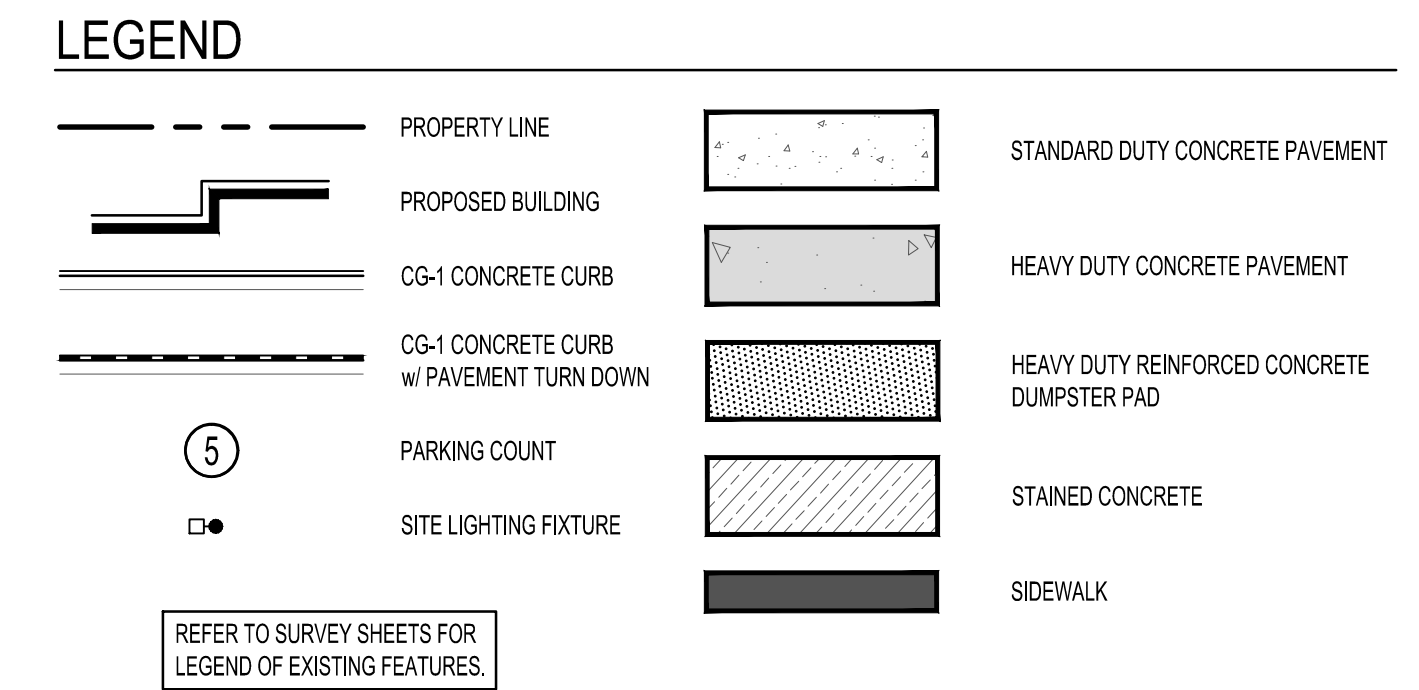 LEGEND
PROPERTY LINE
PROPOSED BUILDING
CG-1 CONCRETE CURB
CG-1 CONCRETE CURB
w/ PAVEMENT TURN DOWN
5
PARKING COUNT
SITE LIGHTING FIXTURE
REFER TO SURVEY SHEETS FOR
LEGEND OF EXISTING FEATURES.
STANDARD DUTY CONCRETE PAVEMENT
HEAVY DUTY CONCRETE PAVEMENT
HEAVY DUTY REINFORCED CONCRETE
DUMPSTER PAD
STAINED CONCRETE
SIDEWALK